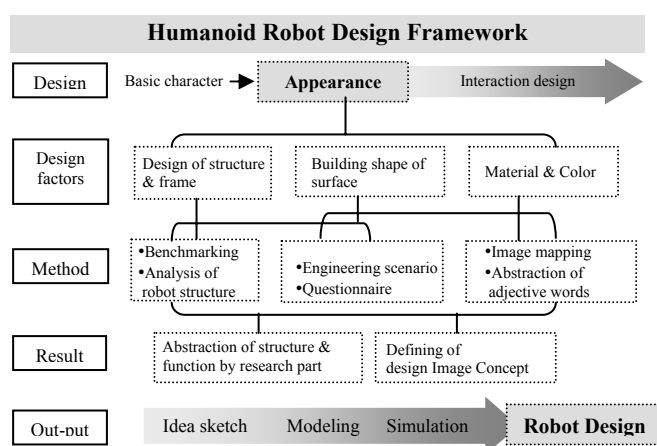 Humanoid Robot Design Framework
Design
Basic character
Appearance
Interaction design
Design
factors
Design of structure
& frame
Building shape of
surface
Material & Color
Method
•Benchmarking
•Analysis of
robot structure
•Engineering scenario
•Questionnaire
•Image mapping
•Abstraction of
adjective words
Result
Abstraction of structure &
function by research part
Defining of
design Image Concept
Out-put
Idea sketch
Modeling
Simulation
Robot Design